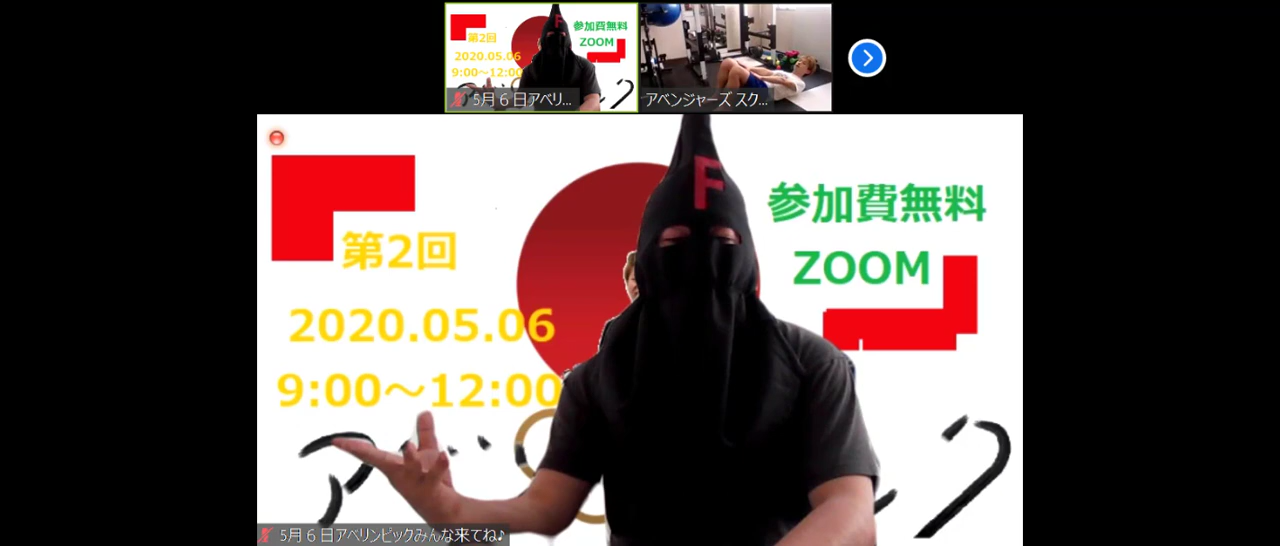 第2回
2020.05.06
9:00～12:00
F
参加費無料
ZOOM
5月６日アベリ...
アベンジャーズ スク...
F
第2回
2020.05.06
9:00～12:00
参加費無料
ZOOM
5月６日アベリンピックみんな来てね♪